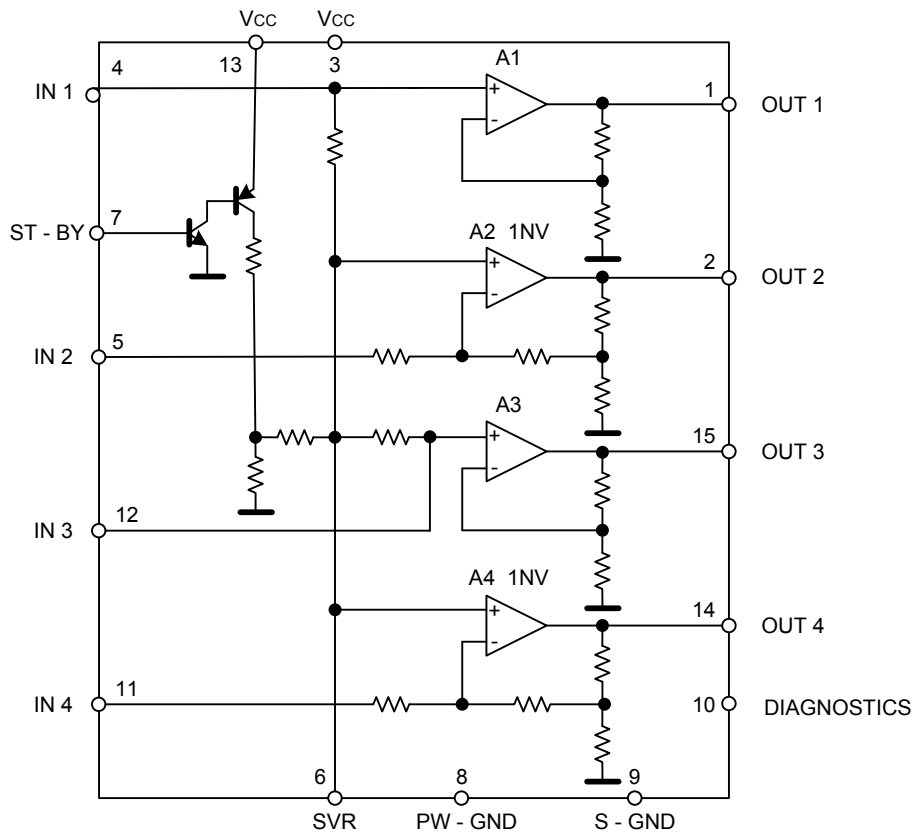 VCC VCC
13 3
4
IN 1
A1
1
OUT 1
+
-
7
ST - BY
A2 1NV
2
OUT 2
+
-
5
IN 2
A3
15
OUT 3
+
-
12
IN 3
A4 1NV
14
OUT 4
+
-
11
IN 4
10
DIAGNOSTICS
6 8 9
SVR PW - GND S - GND